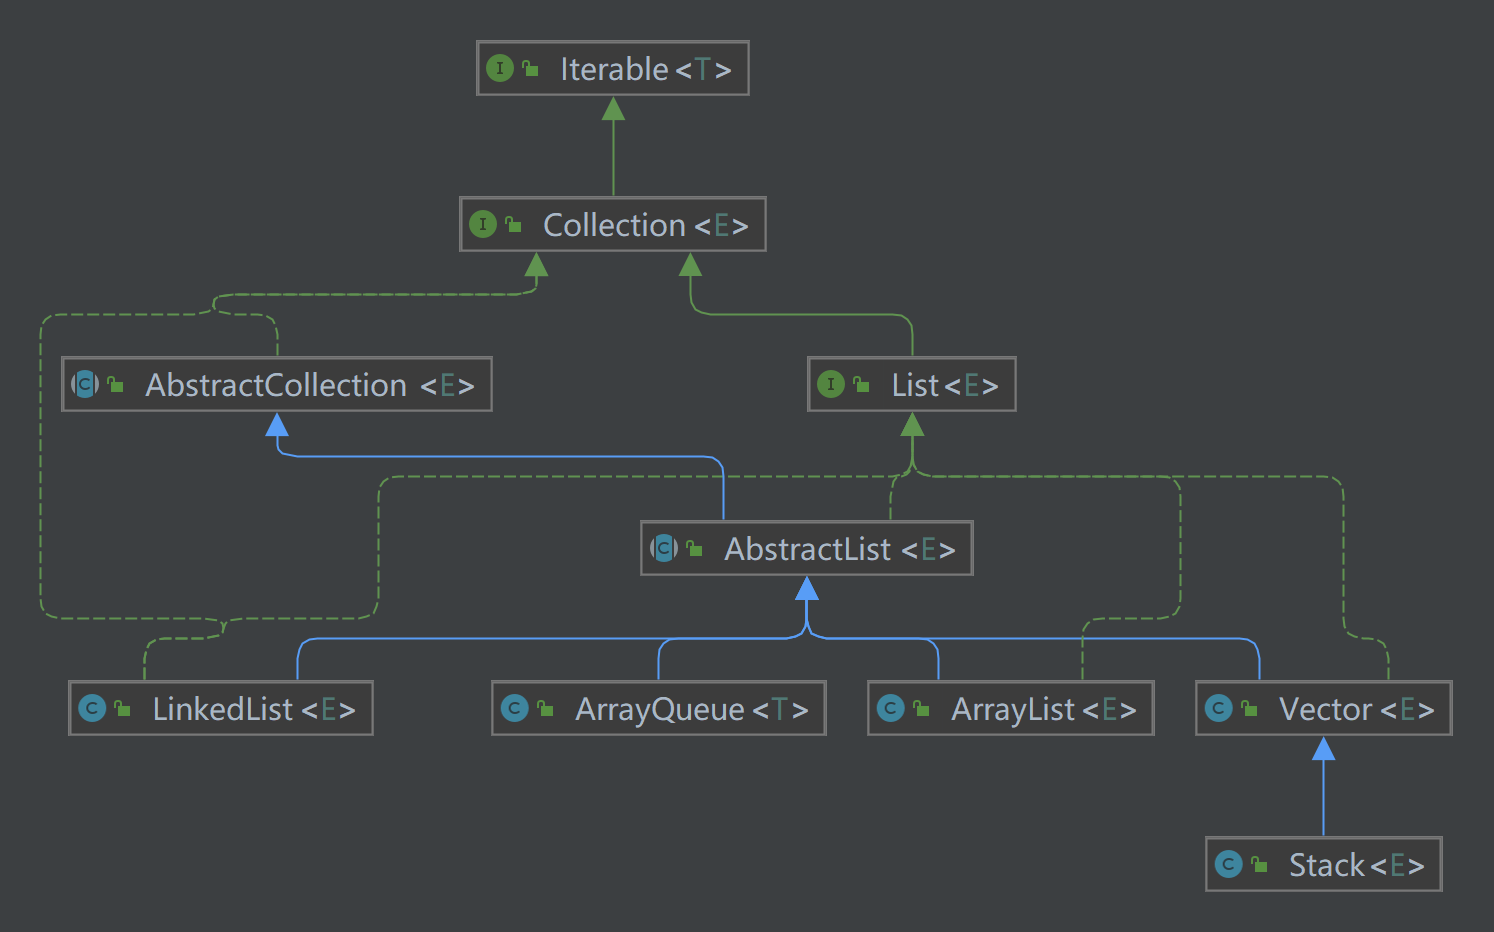 I Iterable<T>
I Collection<E>
C AbstractCollection <E>
I List<E>
C AbstractList <E>
C LinkedList<E>
C ArrayQueue<T>
C ArrayList<E>
C Vector<E>
C Stack<E>